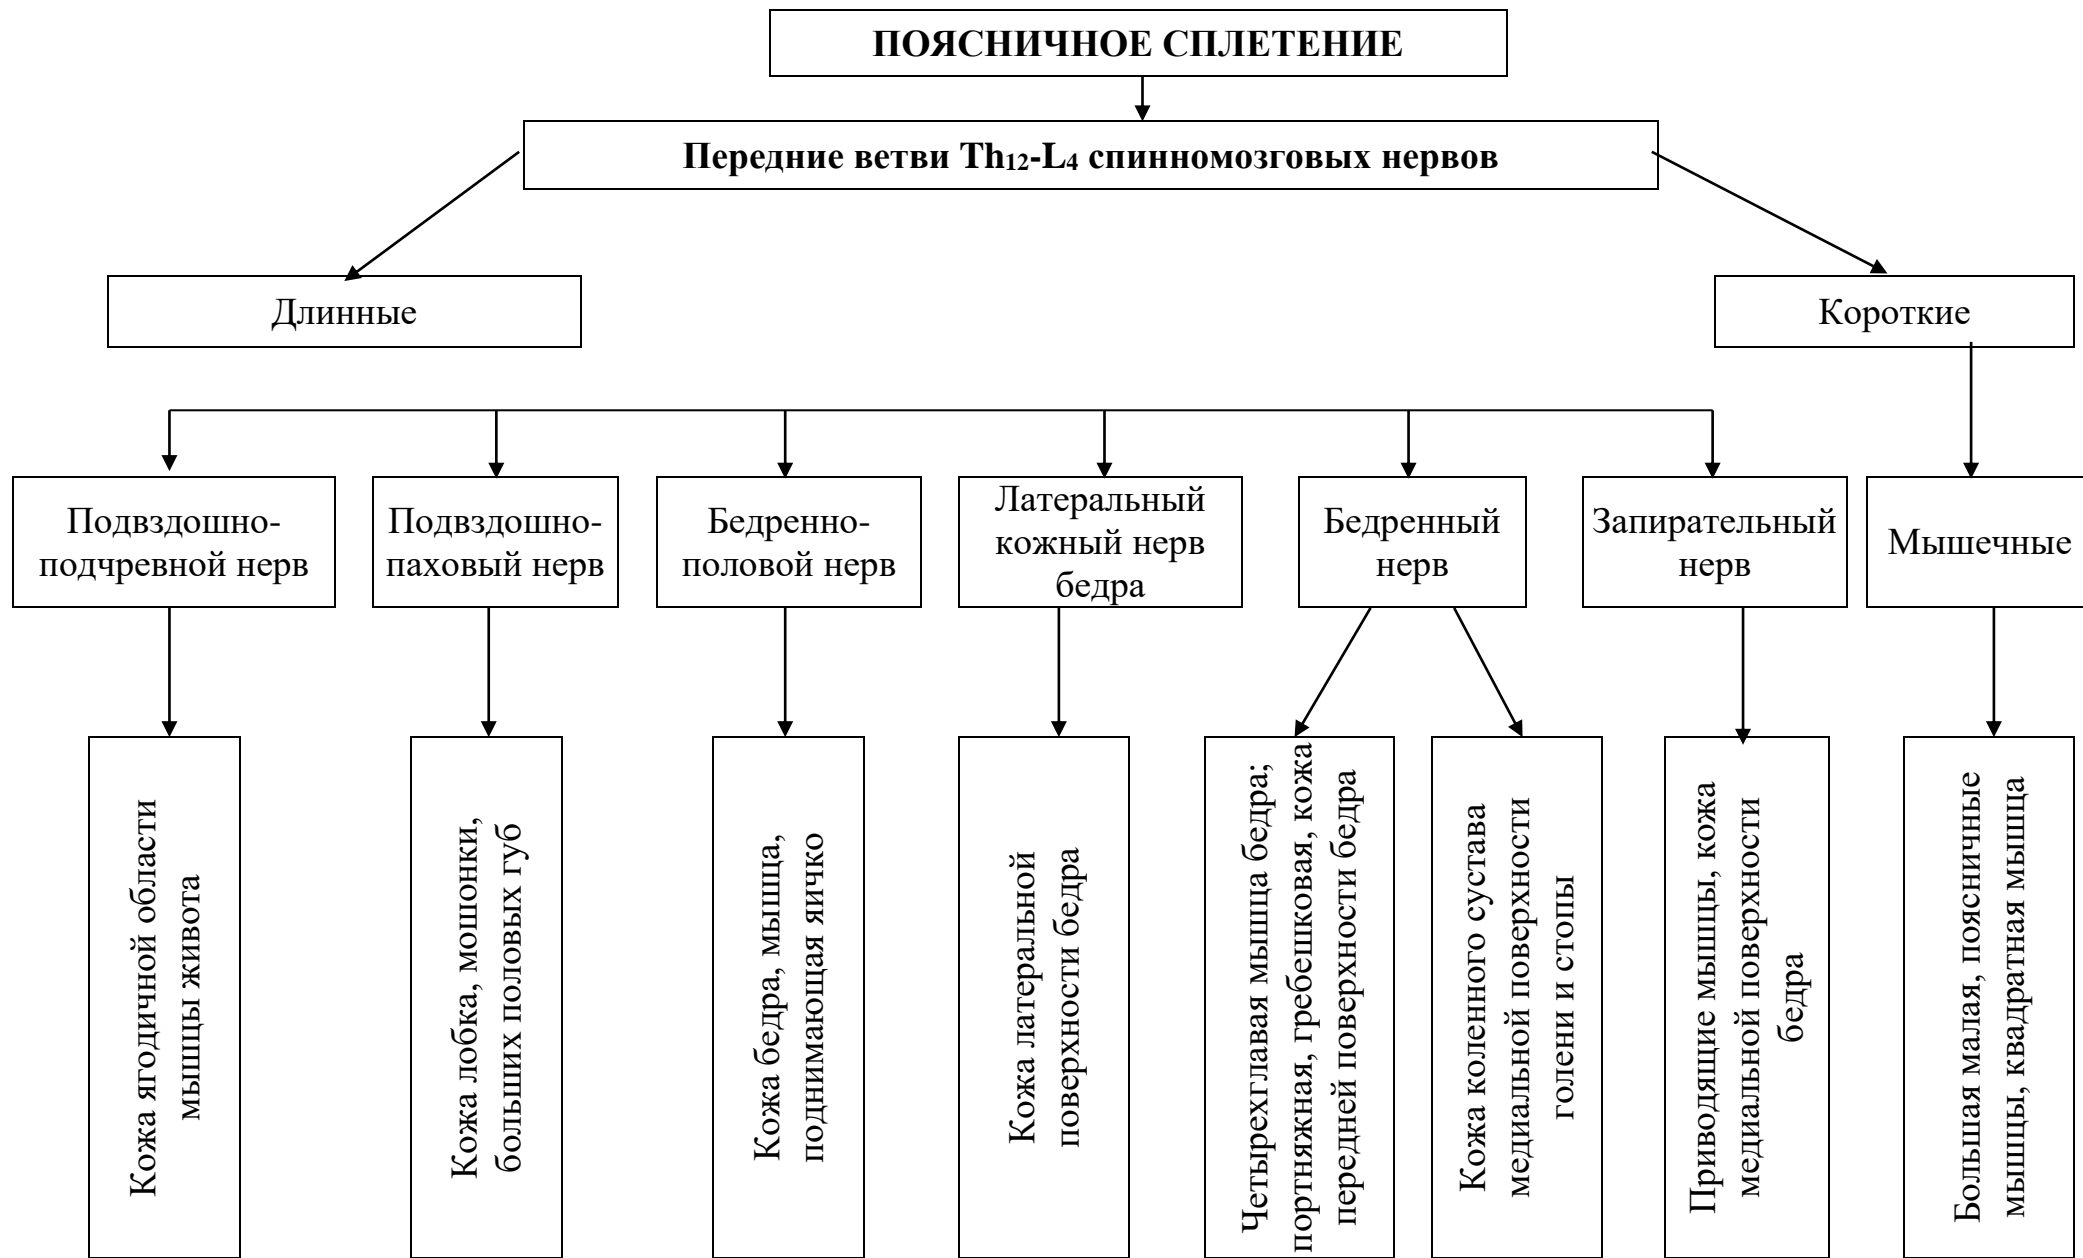 ПОЯСНИЧНОЕ СПЛЕТЕНИЕ
Передние ветви Th₁₂-L₄ спинномозговых нервов
Длинные
Короткие
Подвздошно-
подчревной нерв
Подвздошно-
паховый нерв
Бедренно-
половой нерв
Латеральный
кожный нерв
бедра
Бедренный
нерв
Запирательный
нерв
Мышечные
Кожа ягодичной области
мышцы живота
Кожа лобка, мошонки,
больших половых губ
Кожа бедра, мышца,
поднимающая яичко
Кожа латеральной
поверхности бедра
Четырехглавая мышца бедра;
портняжная, гребешковая, кожа
передней поверхности бедра
Кожа коленного сустава
медиальной поверхности
голени и стопы
Приводящие мышцы, кожа
медиальной поверхности
бедра
Большая малая, поясничные
мышцы, квадратная мышца